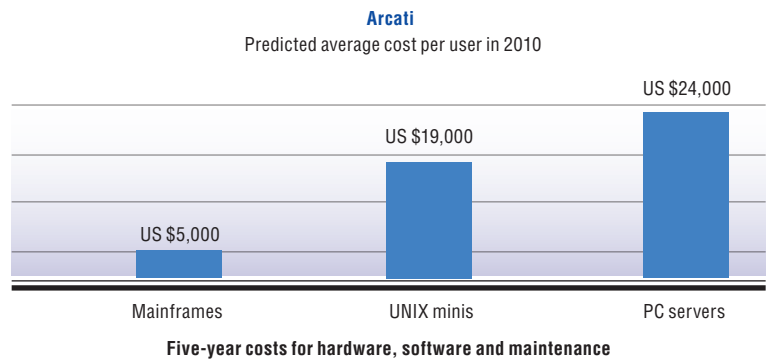 Arcati
Predicted average cost per user in 2010
US $24,000
US $19,000
US $5,000
Mainframes UNIX minis PC servers
Five-year costs for hardware, software and maintenance